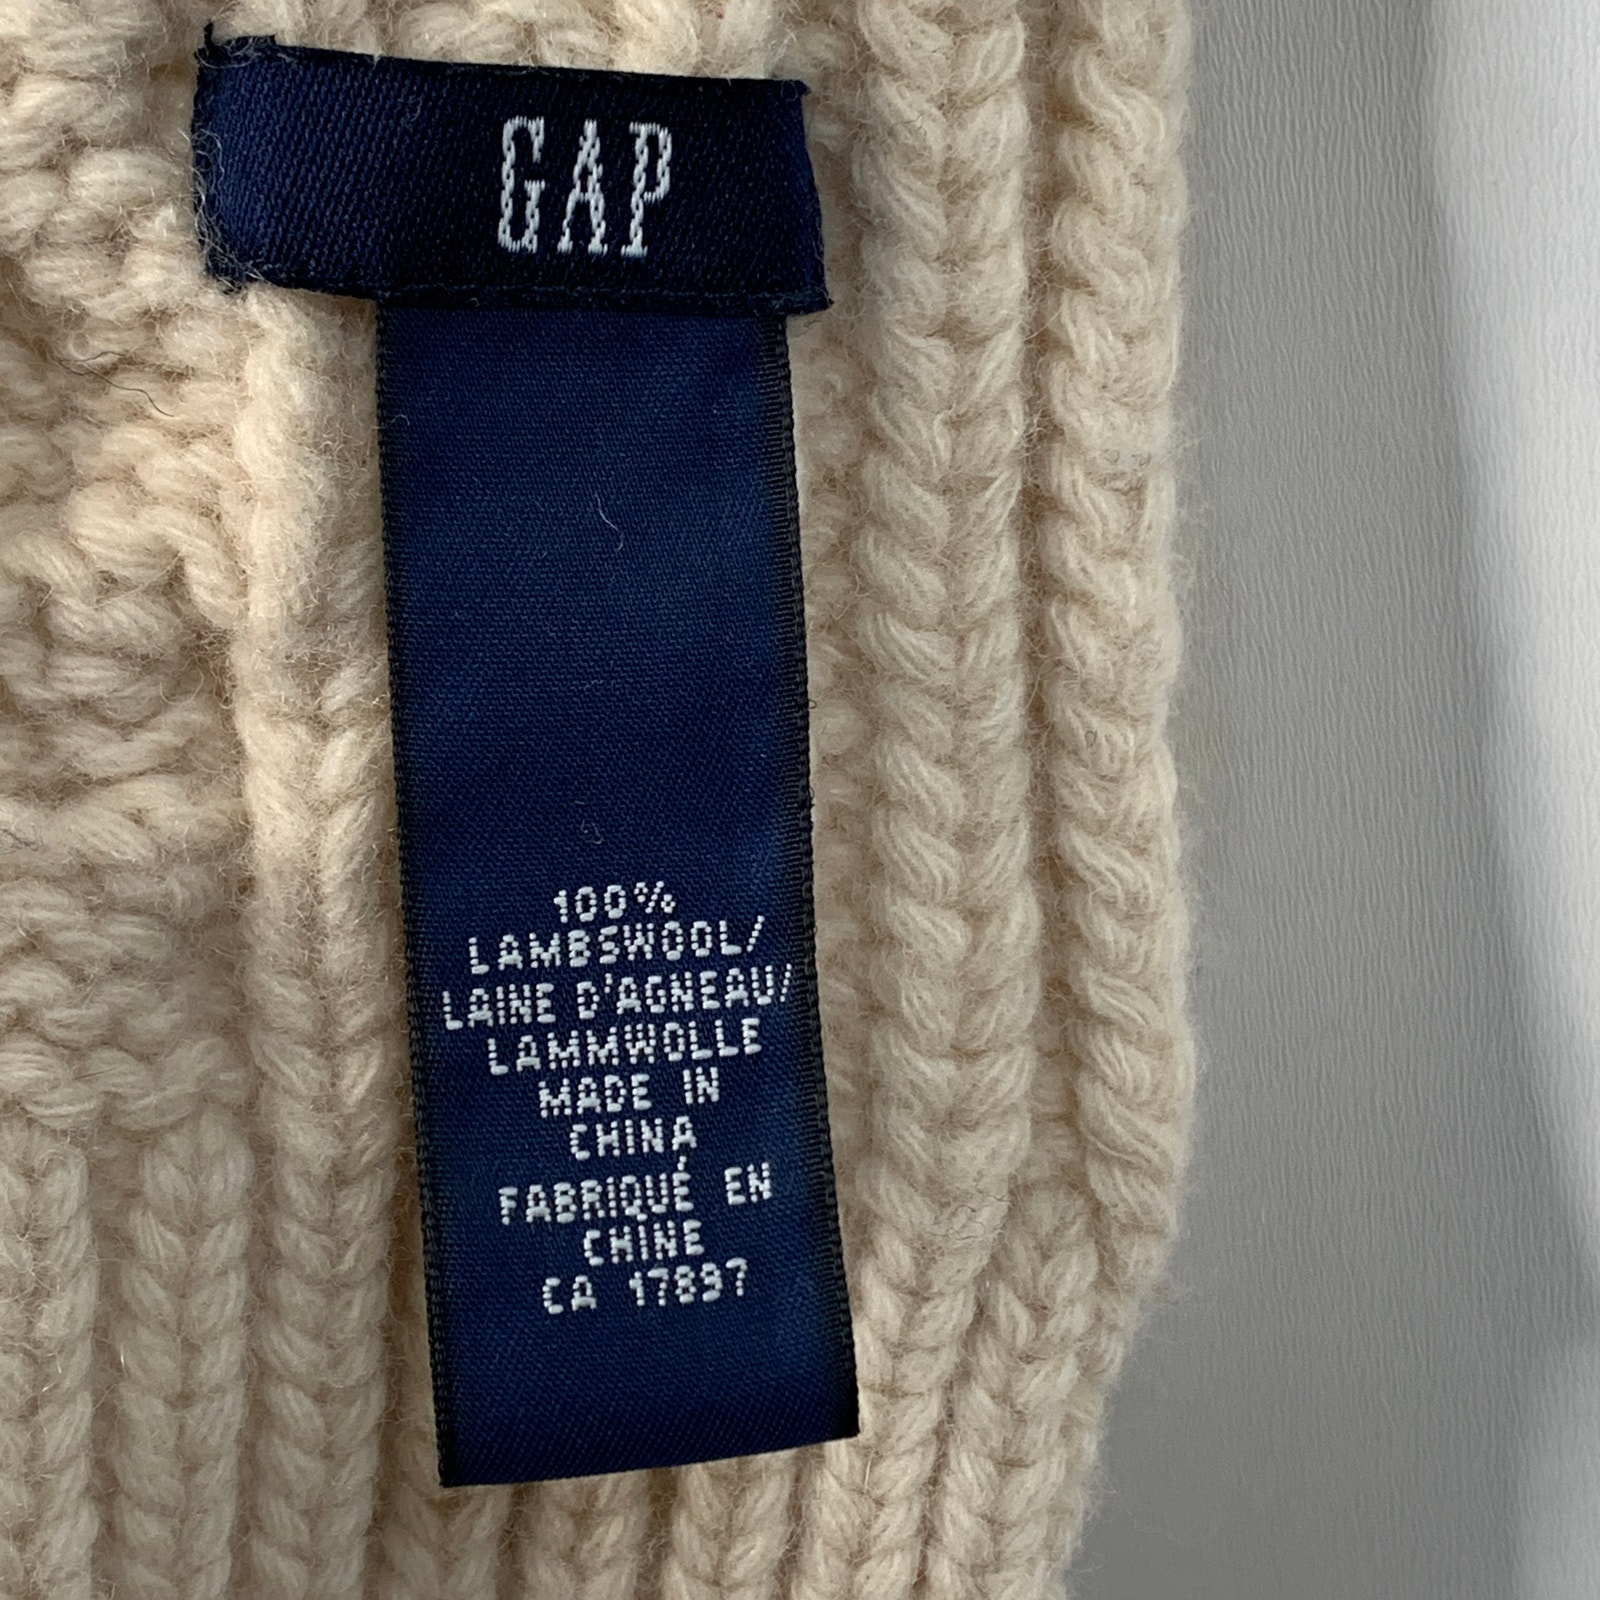 GAP
100%
LAMBSWOOL/
LAINE D'AGNEAU/
LAMMWOLLE
MADE IN
CHINA
FABRIQUÉ EN
CHINE
CA 17897